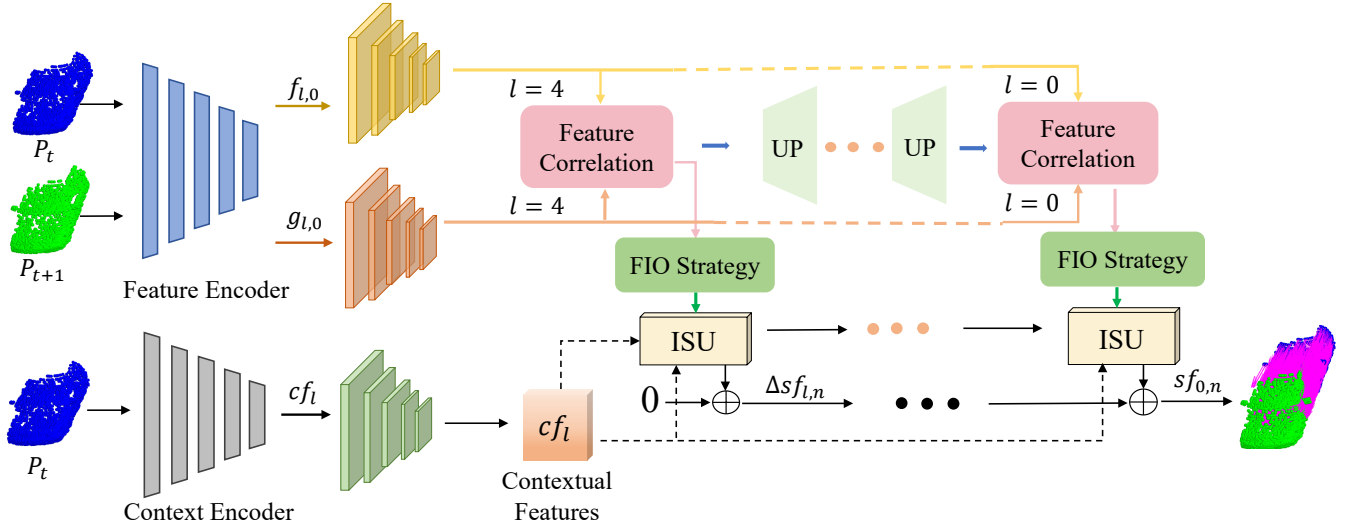 P_t
P_{t+1}
Feature Encoder
f_{l,0}
g_{l,0}
l = 4
Feature
Correlation
l = 4
UP
UP
l = 0
Feature
Correlation
l = 0
FIO Strategy
FIO Strategy
ISU
ISU
P_t
Context Encoder
cf_l
cf_l
Contextual
Features
0
Δsf_{l,n}
sf_{0,n}